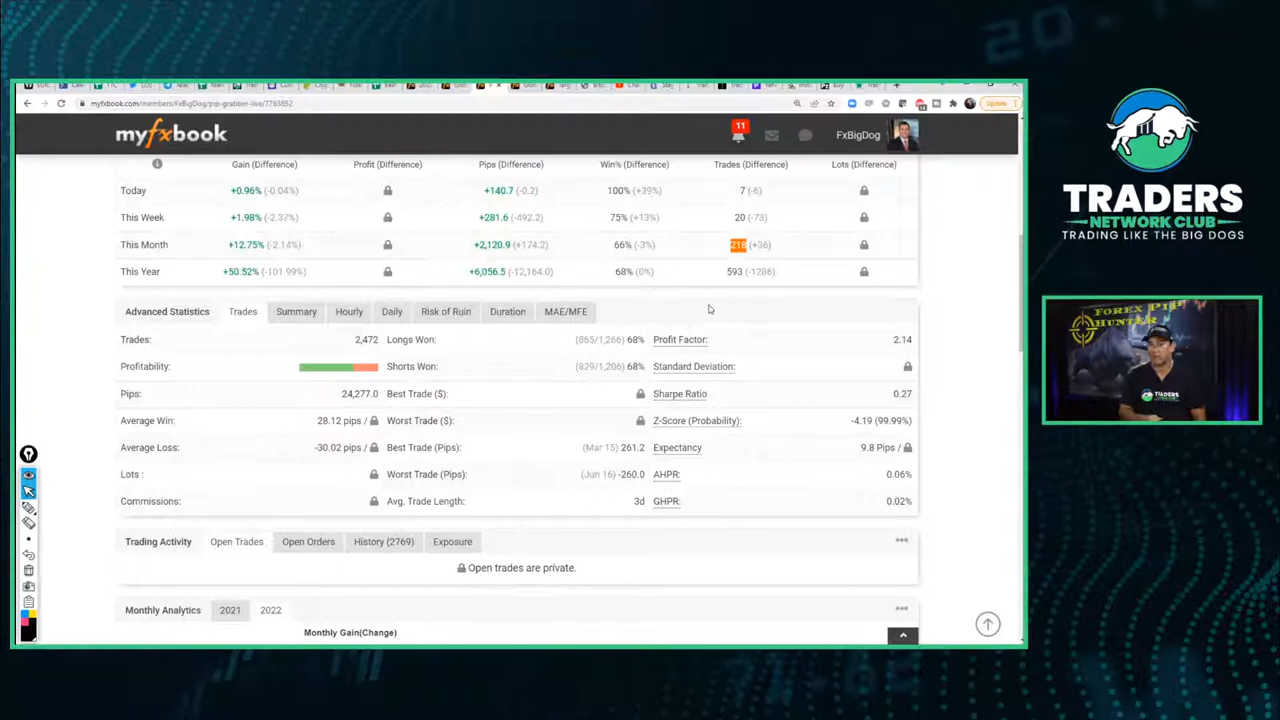 myfxbook.com/members/FxBigDog/pip-grabber-live/7763852
Update
myfxbook
11
FxBigDog
Gain (Difference) Profit (Difference) Pips (Difference) Win% (Difference) Trades (Difference) Lots (Difference)
Today +0.96% (-0.04%) +140.7 (-0.2) 100% (+39%) 7 (-6)
This Week +1.98% (-2.37%) +281.6 (-492.2) 75% (+13%) 20 (-73)
This Month +12.75% (-2.14%) +2,120.9 (+174.2) 66% (-3%) 218 (+36)
This Year +50.52% (-101.99%) +6,056.5 (-12,164.0) 68% (0%) 593 (-1286)
Advanced Statistics Trades Summary Hourly Daily Risk of Ruin Duration MAE/MFE
Trades: 2,472 Longs Won: (865/1,266) 68% Profit Factor: 2.14
Profitability: Shorts Won: (829/1,206) 68% Standard Deviation:
Pips: 24,277.0 Best Trade ($): Sharpe Ratio 0.27
Average Win: 28.12 pips / Worst Trade ($): Z-Score (Probability): -4.19 (99.99%)
Average Loss: -30.02 pips / Best Trade (Pips): (Mar 15) 261.2 Expectancy 9.8 Pips /
Lots : Worst Trade (Pips): (Jun 16) -260.0 AHPR: 0.06%
Commissions: Avg. Trade Length: 3d GHPR: 0.02%
Trading Activity Open Trades Open Orders History (2769) Exposure
Open trades are private.
Monthly Analytics 2021 2022
Monthly Gain(Change)
TRADERS
NETWORK CLUB
TRADING LIKE THE BIG DOGS
FOREX PIP
HUNTER